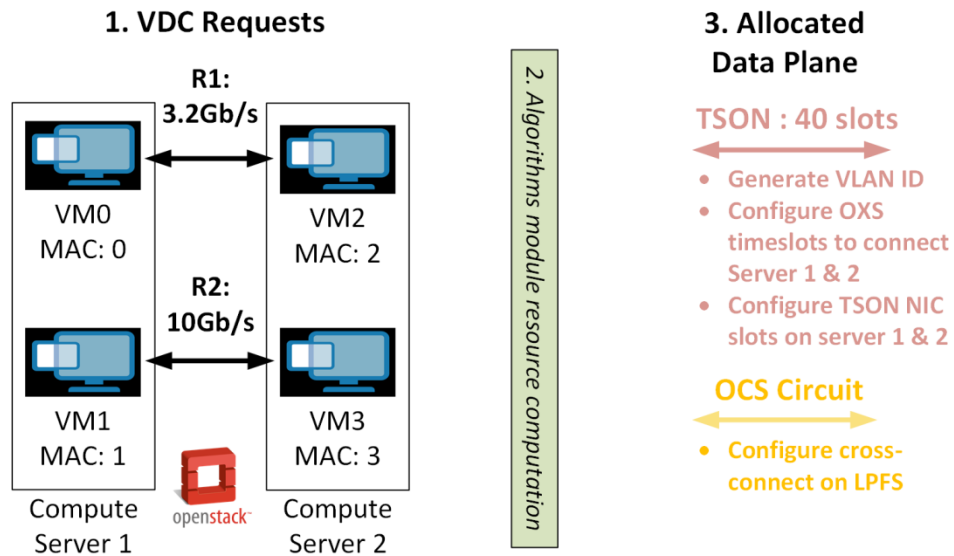 1. VDC Requests
R1:
3.2Gb/s
VM0
MAC: 0
VM2
MAC: 2
R2:
10Gb/s
VM1
MAC: 1
VM3
MAC: 3
openstack
Compute
Server 1
Compute
Server 2
2. Algorithms module resource computation
3. Allocated
Data Plane
TSON : 40 slots
• Generate VLAN ID
• Configure OXS
timeslots to connect
Server 1 & 2
• Configure TSON NIC
slots on server 1 & 2
OCS Circuit
• Configure cross-
connect on LPFS